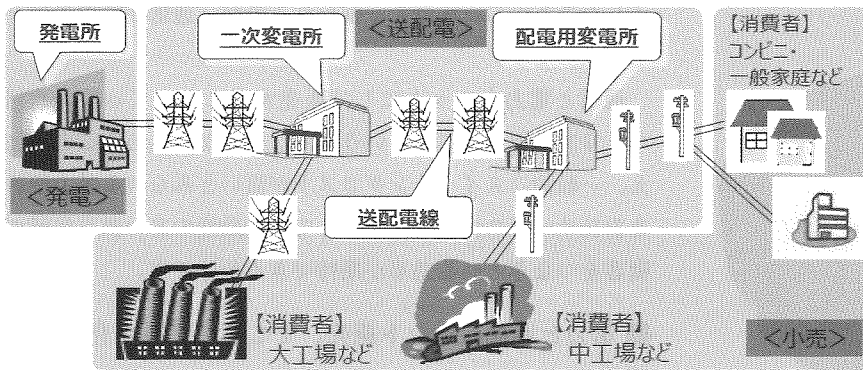 発電所
一次変電所
<送配電>
配電用変電所
【消費者】
コンビニ・
一般家庭など
<発電>
送配電線
【消費者】
大工場など
【消費者】
中工場など
<小売>